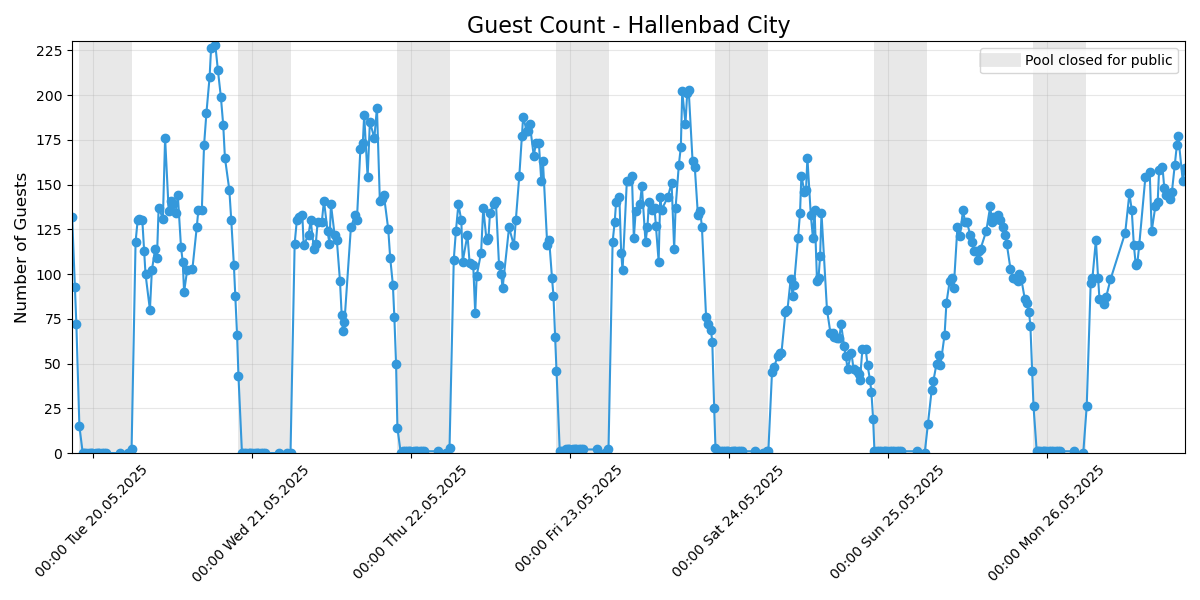 Guest Count - Hallenbad City
Pool closed for public
Number of Guests
225
200
175
150
125
100
75
50
25
0
00:00 Tue 20.05.2025
00:00 Wed 21.05.2025
00:00 Thu 22.05.2025
00:00 Fri 23.05.2025
00:00 Sat 24.05.2025
00:00 Sun 25.05.2025
00:00 Mon 26.05.2025